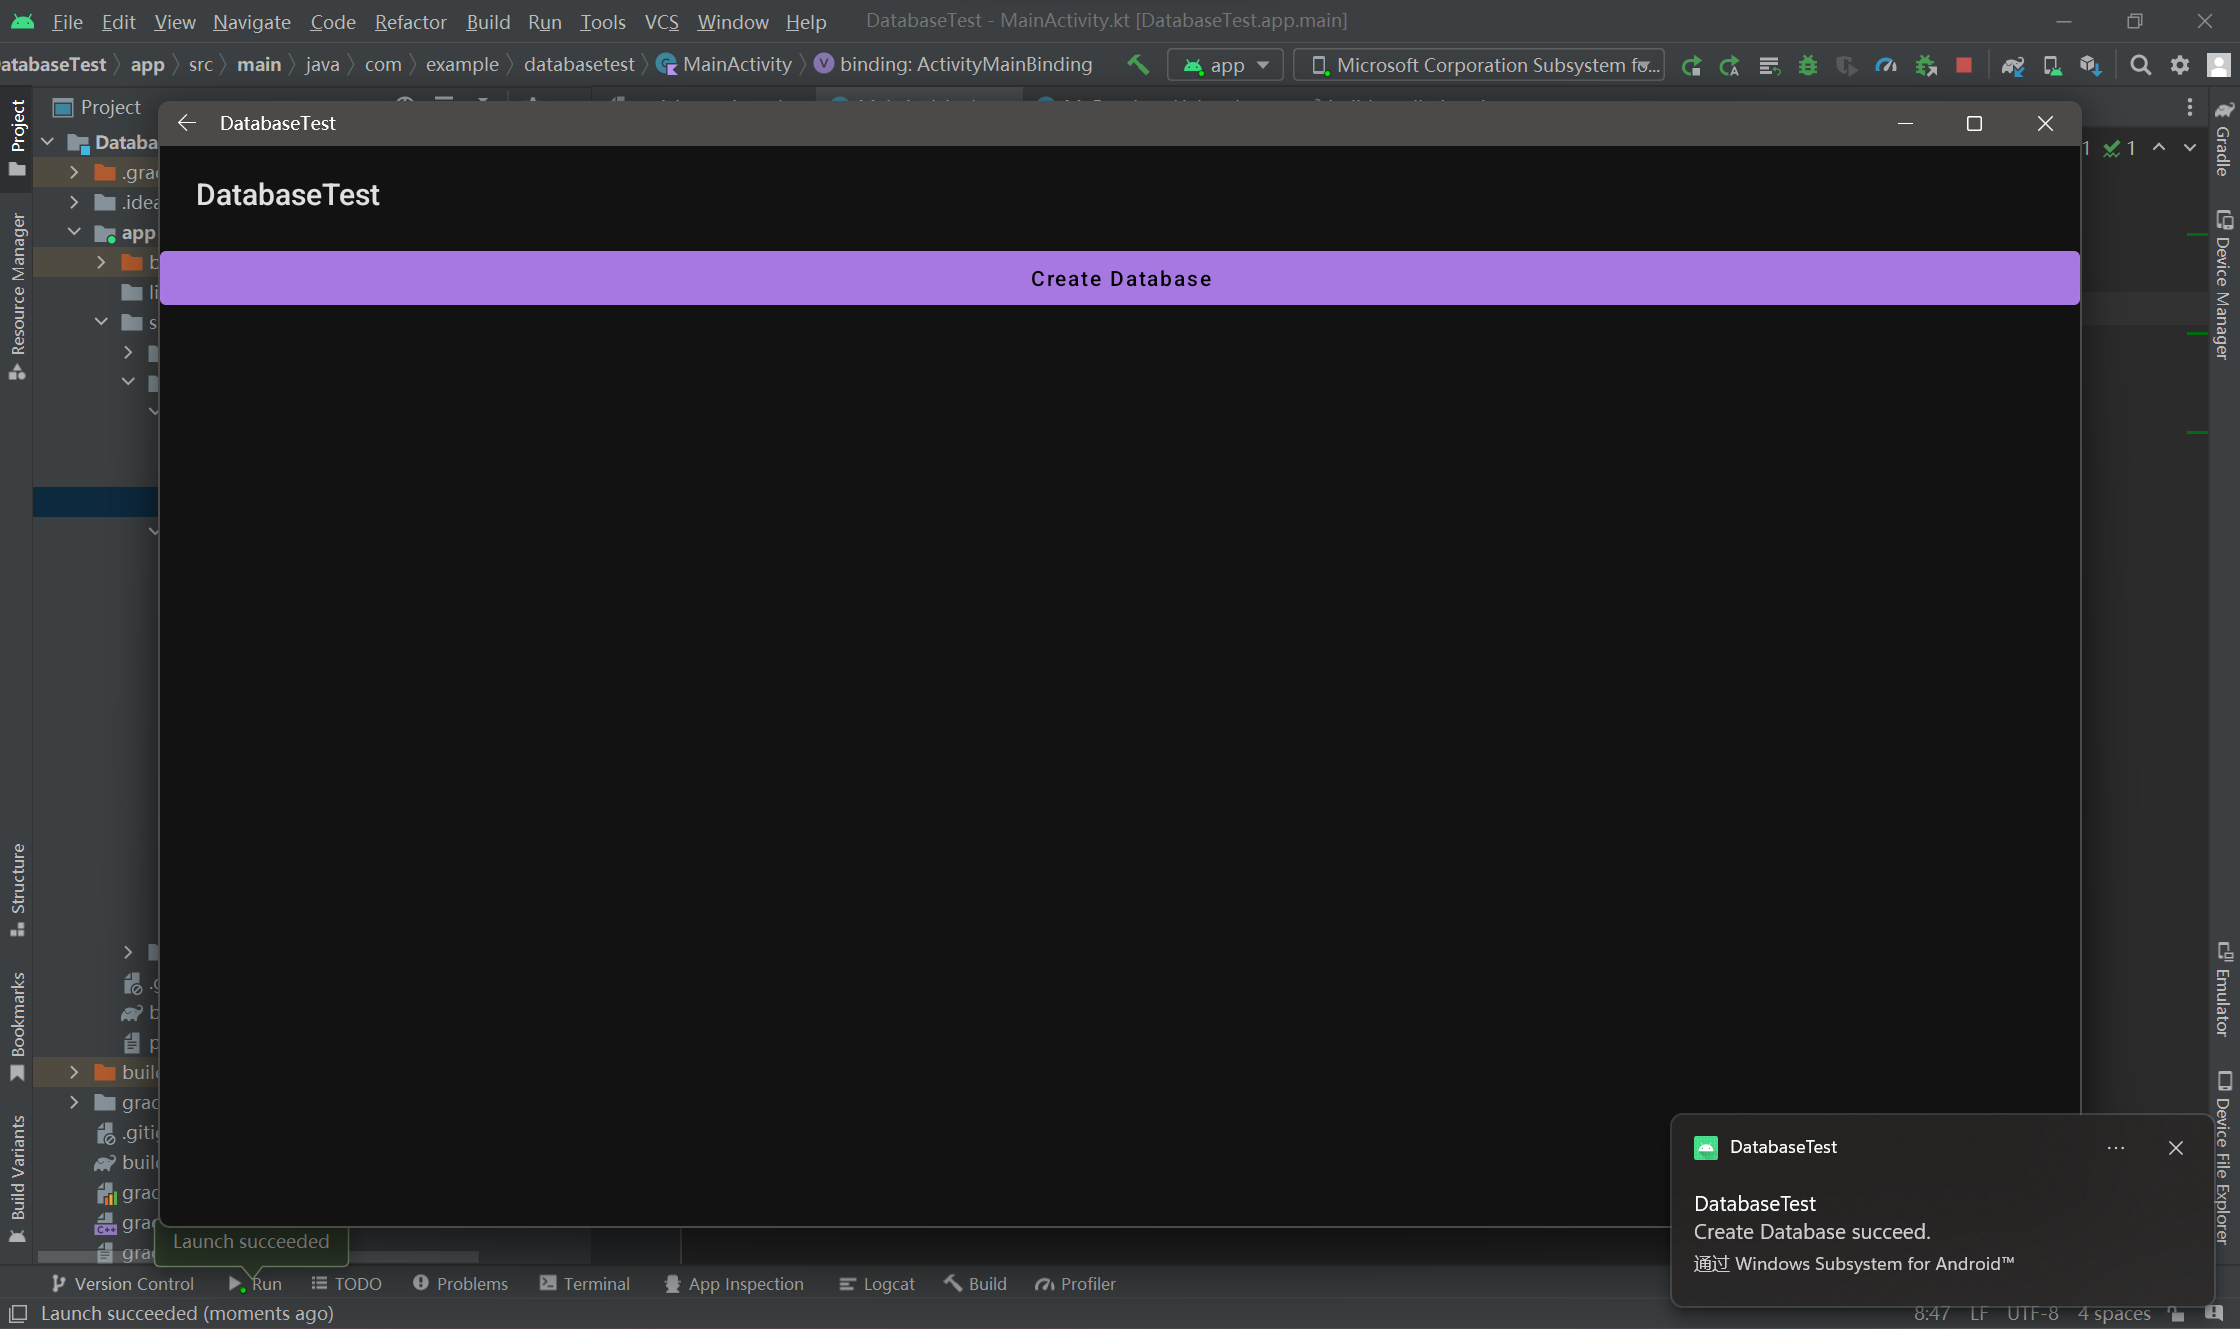 File Edit View Navigate Code Refactor Build Run Tools VCS Window Help DatabaseTest - MainActivity.kt [DatabaseTest.app.main]
atabaseTest app src main java com example databasetest MainActivity binding: ActivityMainBinding app Microsoft Corporation Subsystem fo...
Project
Project
DatabaseTest
Databa
1 1
.gra
DatabaseTest
.idea
app
b
Create Database
li
s
Resource Manager
Gradle
Device Manager
Structure
.g
b
p
Bookmarks
Emulator
build
grad
.giti
DatabaseTest
build
grad
DatabaseTest
grad
Create Database succeed.
Launch succeeded
grad
通过 Windows Subsystem for Android™
Build Variants
Device File Explorer
Version Control Run TODO Problems Terminal App Inspection Logcat Build Profiler
Launch succeeded (moments ago) 8:47 LF UTF-8 4 spaces